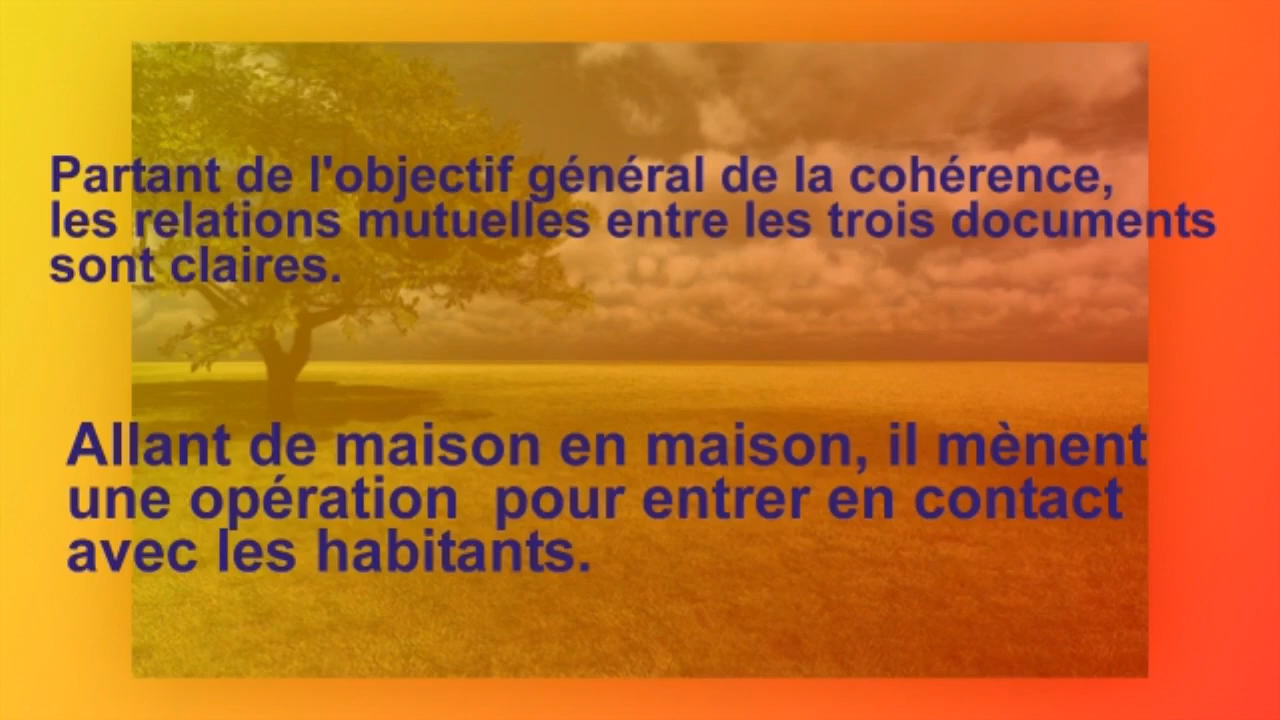 Partant de l'objectif général de la cohérence,
les relations mutuelles entre les trois documents
sont claires.
Allant de maison en maison, il mènent
une opération  pour entrer en contact
avec les habitants.